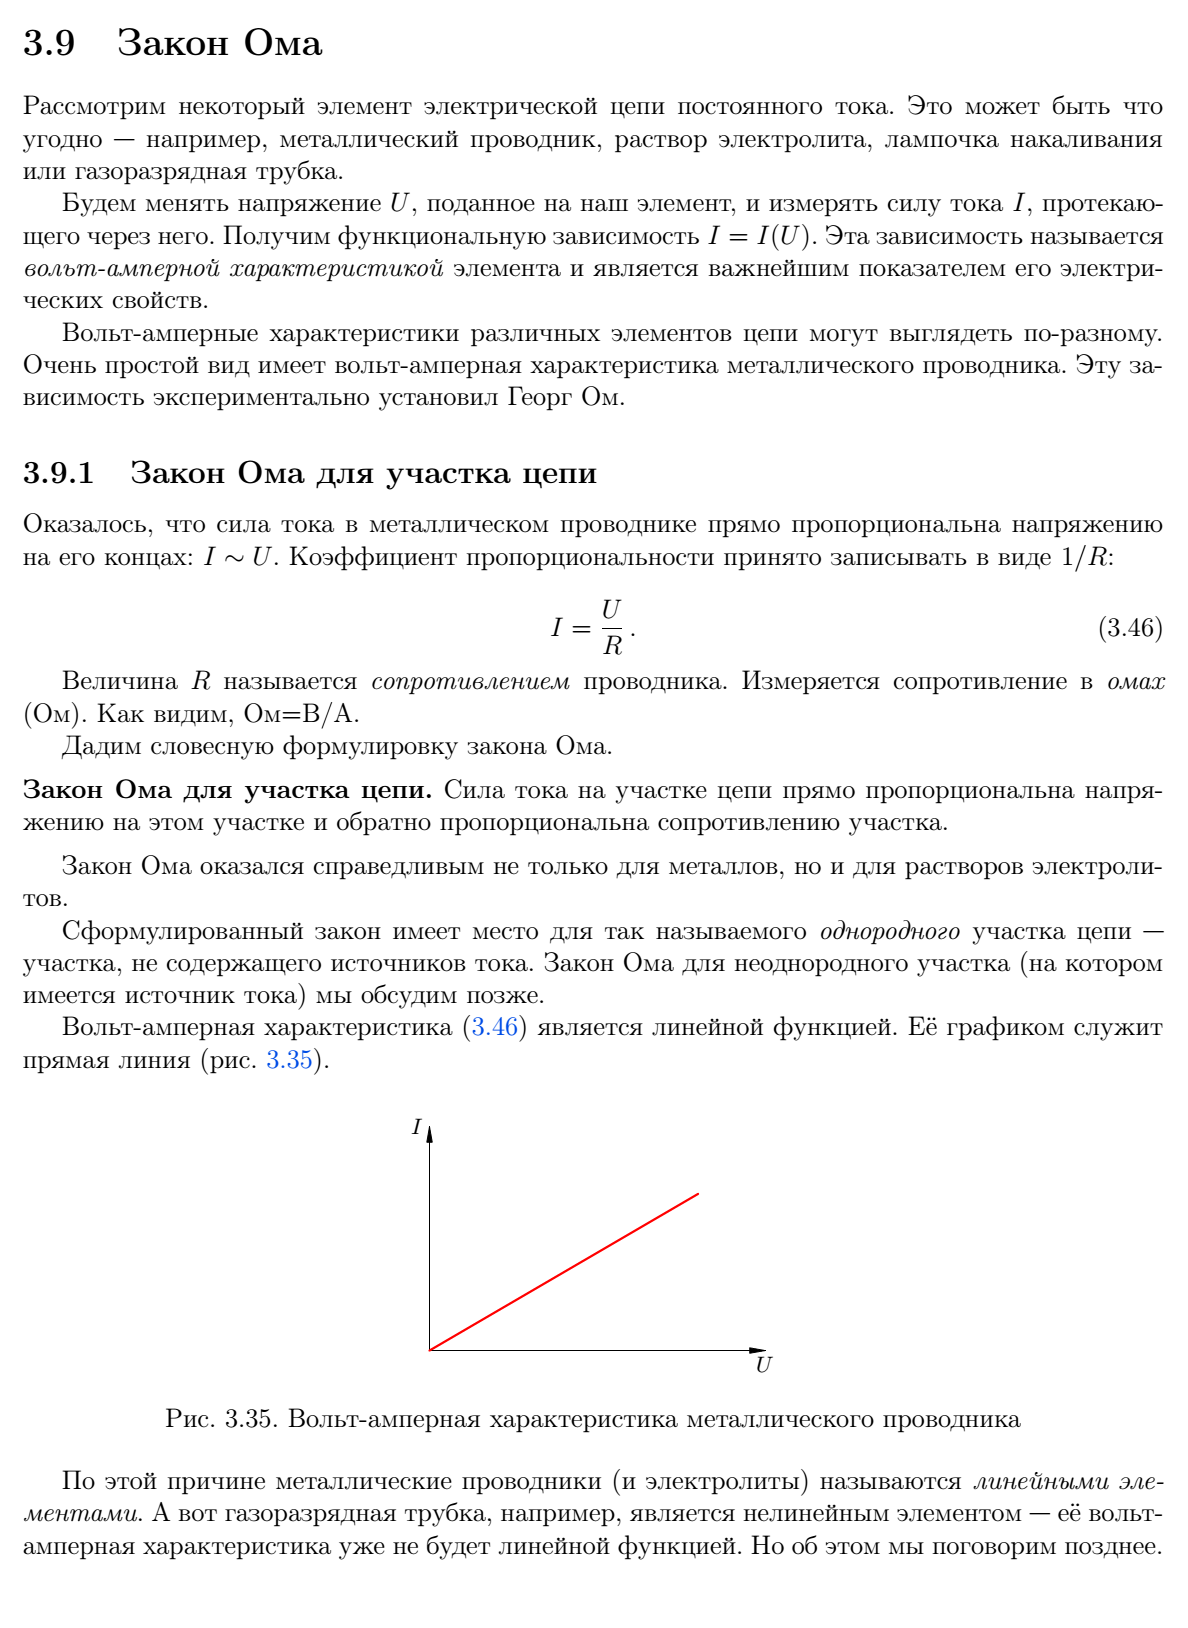 3.9 Закон Ома
Рассмотрим некоторый элемент электрической цепи постоянного тока. Это может быть что
угодно — например, металлический проводник, раствор электролита, лампочка накаливания
или газоразрядная трубка.
Будем менять напряжение U, поданное на наш элемент, и измерять силу тока I, протекаю-
щего через него. Получим функциональную зависимость I = I(U). Эта зависимость называется
вольт-амперной характеристикой элемента и является важнейшим показателем его электри-
ческих свойств.
Вольт-амперные характеристики различных элементов цепи могут выглядеть по-разному.
Очень простой вид имеет вольт-амперная характеристика металлического проводника. Эту за-
висимость экспериментально установил Георг Ом.
3.9.1 Закон Ома для участка цепи
Оказалось, что сила тока в металлическом проводнике прямо пропорциональна напряжению
на его концах: I ∼ U. Коэффициент пропорциональности принято записывать в виде 1/R:
I = U/R. (3.46)
Величина R называется сопротивлением проводника. Измеряется сопротивление в омах
(Ом). Как видим, Ом=В/А.
Дадим словесную формулировку закона Ома.
Закон Ома для участка цепи. Сила тока на участке цепи прямо пропорциональна напря-
жению на этом участке и обратно пропорциональна сопротивлению участка.
Закон Ома оказался справедливым не только для металлов, но и для растворов электроли-
тов.
Сформулированный закон имеет место для так называемого однородного участка цепи —
участка, не содержащего источников тока. Закон Ома для неоднородного участка (на котором
имеется источник тока) мы обсудим позже.
Вольт-амперная характеристика (3.46) является линейной функцией. Её графиком служит
прямая линия (рис. 3.35).
I
U
Рис. 3.35. Вольт-амперная характеристика металлического проводника
По этой причине металлические проводники (и электролиты) называются линейными эле-
ментами. А вот газоразрядная трубка, например, является нелинейным элементом — её вольт-
амперная характеристика уже не будет линейной функцией. Но об этом мы поговорим позднее.